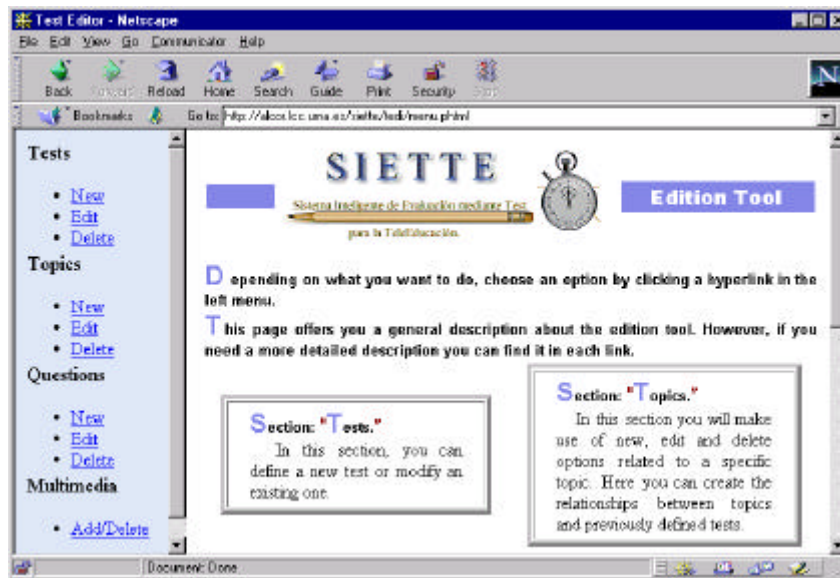 Test Editor - Netscape
File Edit View Go Communicator Help
Back Forward Reload Home Search Guide Print Security Stop
Bookmarks Go to: http://alcor.lcc.uma.es/siette/tedi/menu.phtml
Tests
New
Edit
Delete
Topics
New
Edit
Delete
Questions
New
Edit
Delete
Multimedia
Add/Delete
SIETTE
Sistema Inteligente de Evaluación mediante Test
para la TeleEducación.
Edition Tool
Depending on what you want to do, choose an option by clicking a hyperlink in the
left menu.
This page offers you a general description about the edition tool. However, if you
need a more detailed description you can find it in each link.
Section: "Tests."
In this section, you can
define a new test or modify an
existing one.
Section: "Topics."
In this section you will make
use of new, edit and delete
options related to a specific
topic. Here you can create the
relationships between topics
and previously defined tests.
Document: Done
N